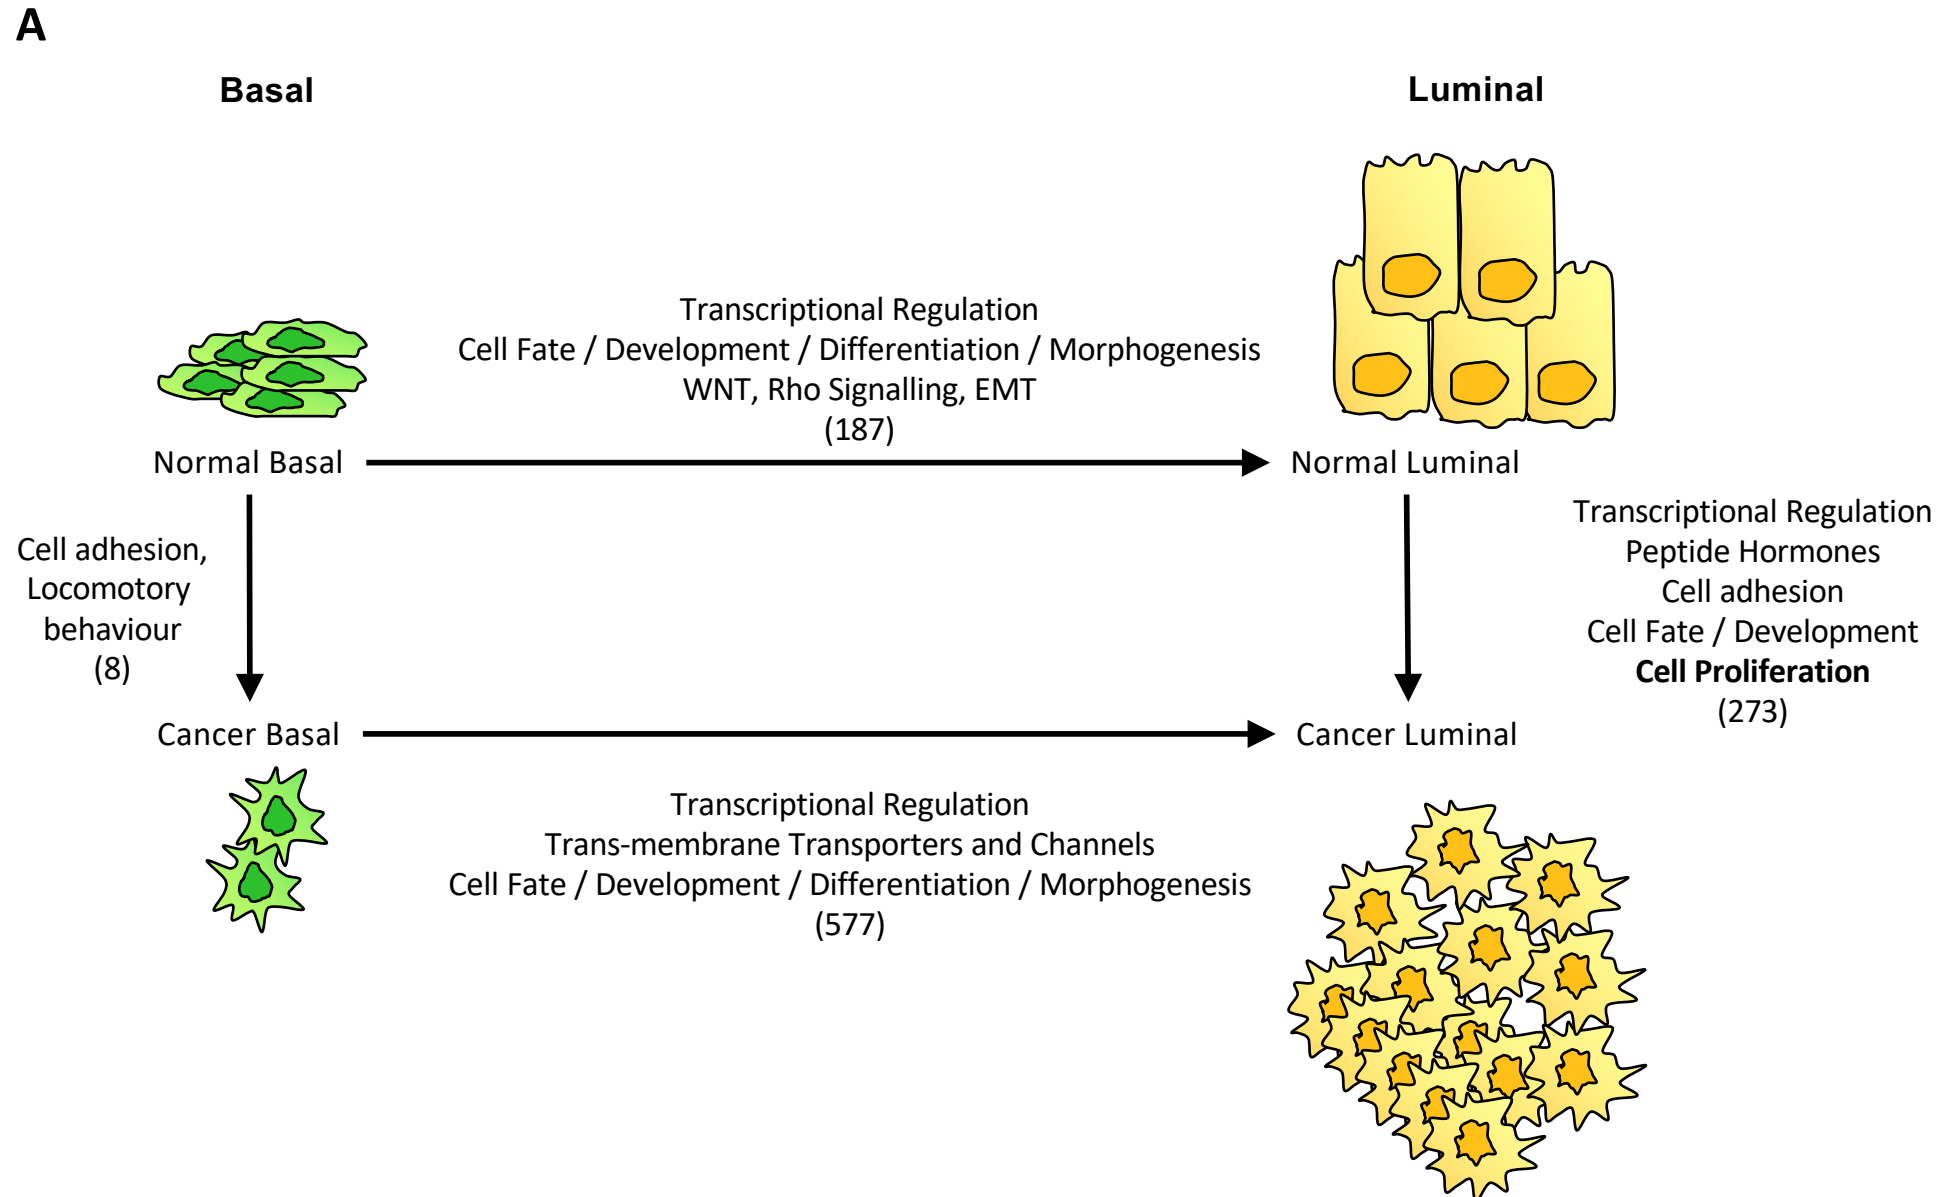 A
Basal
Luminal
Transcriptional Regulation
Cell Fate / Development / Differentiation / Morphogenesis
WNT, Rho Signalling, EMT
(187)
Normal Basal
Normal Luminal
Cell adhesion,
Locomotory
behaviour
(8)
Transcriptional Regulation
Peptide Hormones
Cell adhesion
Cell Fate / Development
Cell Proliferation
(273)
Cancer Basal
Cancer Luminal
Transcriptional Regulation
Trans-membrane Transporters and Channels
Cell Fate / Development / Differentiation / Morphogenesis
(577)